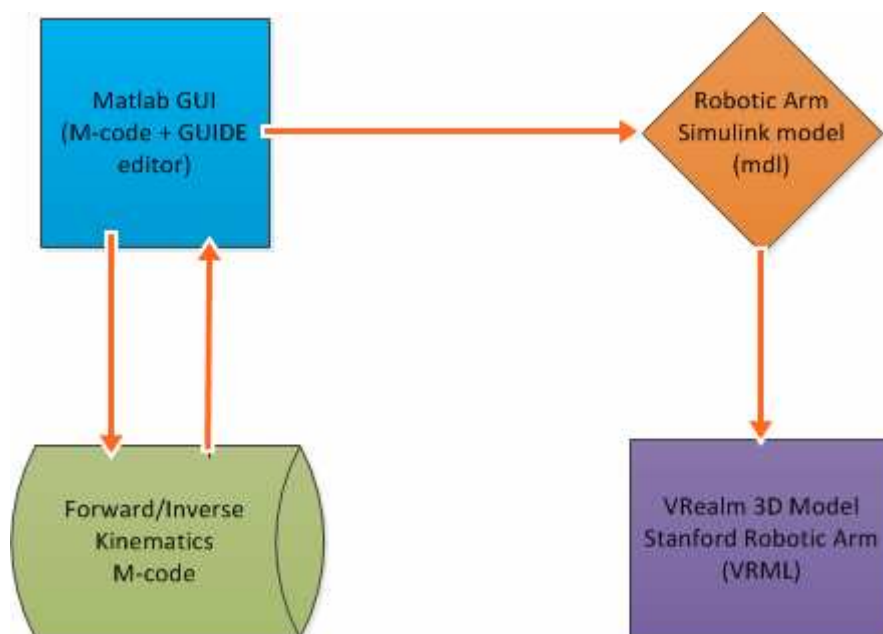 Matlab GUI
(M-code + GUIDE
editor)
Robotic Arm
Simulink model
(mdl)
Forward/Inverse
Kinematics
M-code
VRealm 3D Model
Stanford Robotic Arm
(VRML)